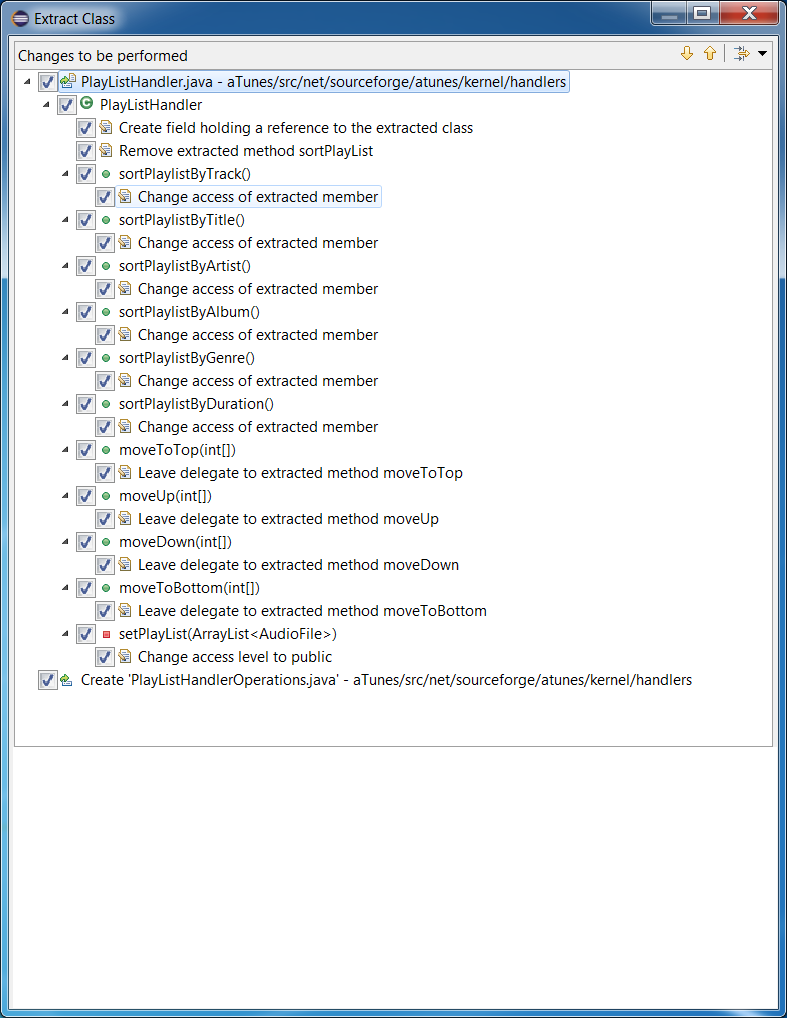 Extract Class
Changes to be performed
PlayListHandler.java - aTunes/src/net/sourceforge/atunes/kernel/handlers
PlayListHandler
Create field holding a reference to the extracted class
Remove extracted method sortPlayList
sortPlaylistByTrack()
Change access of extracted member
sortPlaylistByTitle()
Change access of extracted member
sortPlaylistByArtist()
Change access of extracted member
sortPlaylistByAlbum()
Change access of extracted member
sortPlaylistByGenre()
Change access of extracted member
sortPlaylistByDuration()
Change access of extracted member
moveToTop(int[])
Leave delegate to extracted method moveToTop
moveUp(int[])
Leave delegate to extracted method moveUp
moveDown(int[])
Leave delegate to extracted method moveDown
moveToBottom(int[])
Leave delegate to extracted method moveToBottom
setPlayList(ArrayList<AudioFile>)
Change access level to public
Create 'PlayListHandlerOperations.java' - aTunes/src/net/sourceforge/atunes/kernel/handlers